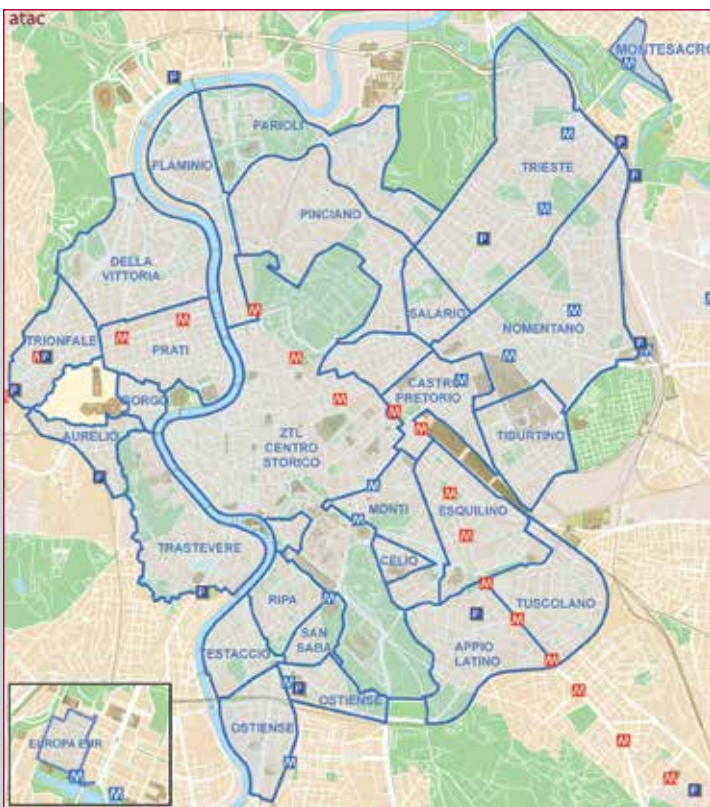 atac
MONTESACRO
PARIOLI
FLAMINIO
TRIESTE
PINCIANO
DELLA
VITTORIA
SALARIO
NOMENTANO
TRIONFALE
PRATI
CASTRO
PRETORIO
BORGO
TIBURTINO
AURELIO
ZTL
CENTRO
STORICO
MONTI
ESQUILINO
TRASTEVERE
CELIO
RIPA
TUSCOLANO
SAN
SABA
APPIO
LATINO
TESTACCIO
OSTIENSE
OSTIENSE
EUROPA EUR
P
M